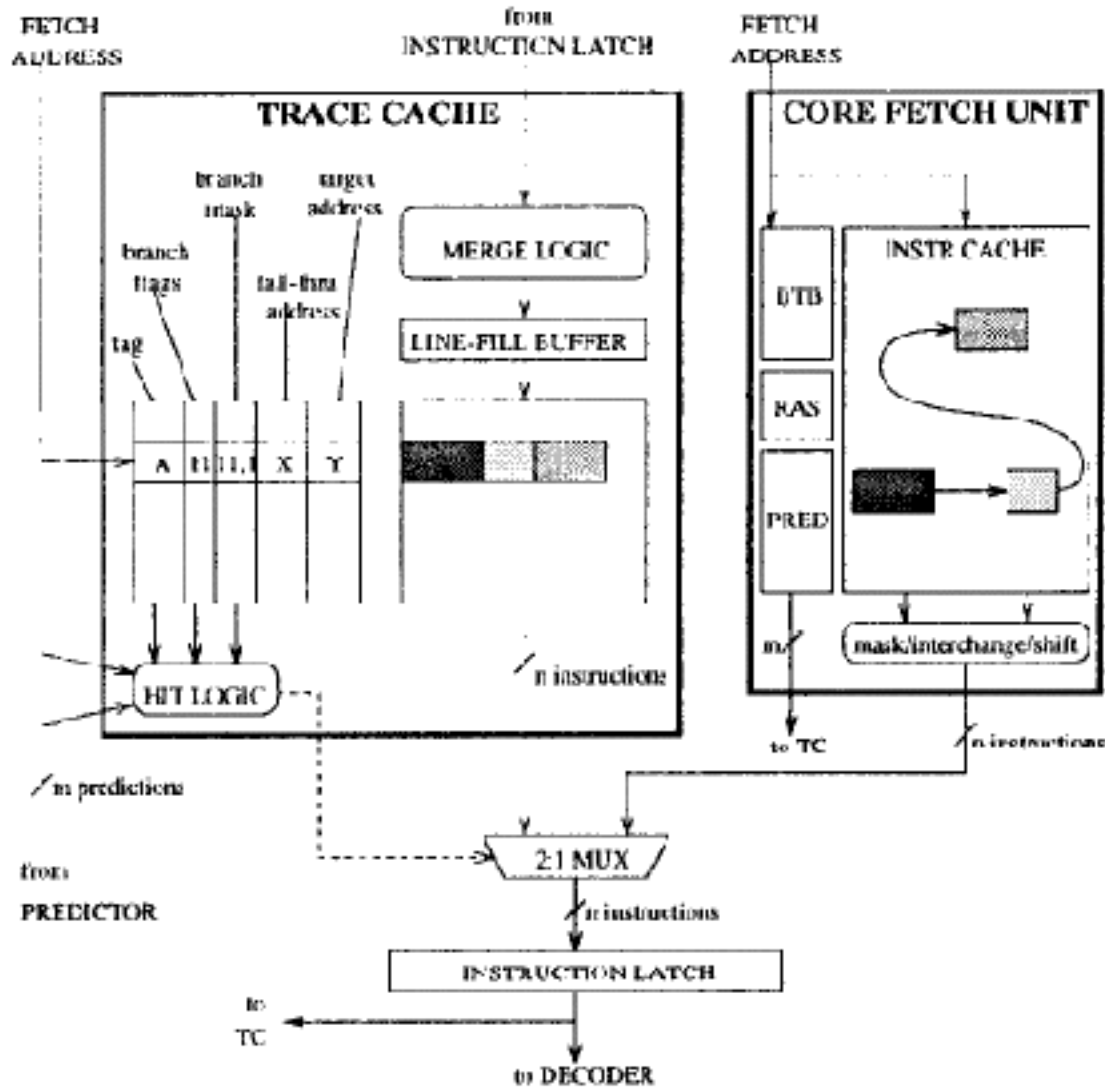 FETCH
ADDRESS
from
INSTRUCTION LATCH
FETCH
ADDRESS
TRACE CACHE
CORE FETCH UNIT
branch
mask
target
address
MERGE LOGIC
INSTR CACHE
branch
flags
fall-thru
address
BTB
LINE-FILL BUFFER
tag
RAS
A
X
Y
PRED
HIT LOGIC
n instructions
m
mask/interchange/shift
to TC
n instructions
m predictions
2:1 MUX
from
PREDICTOR
n instructions
INSTRUCTION LATCH
to
TC
to DECODER